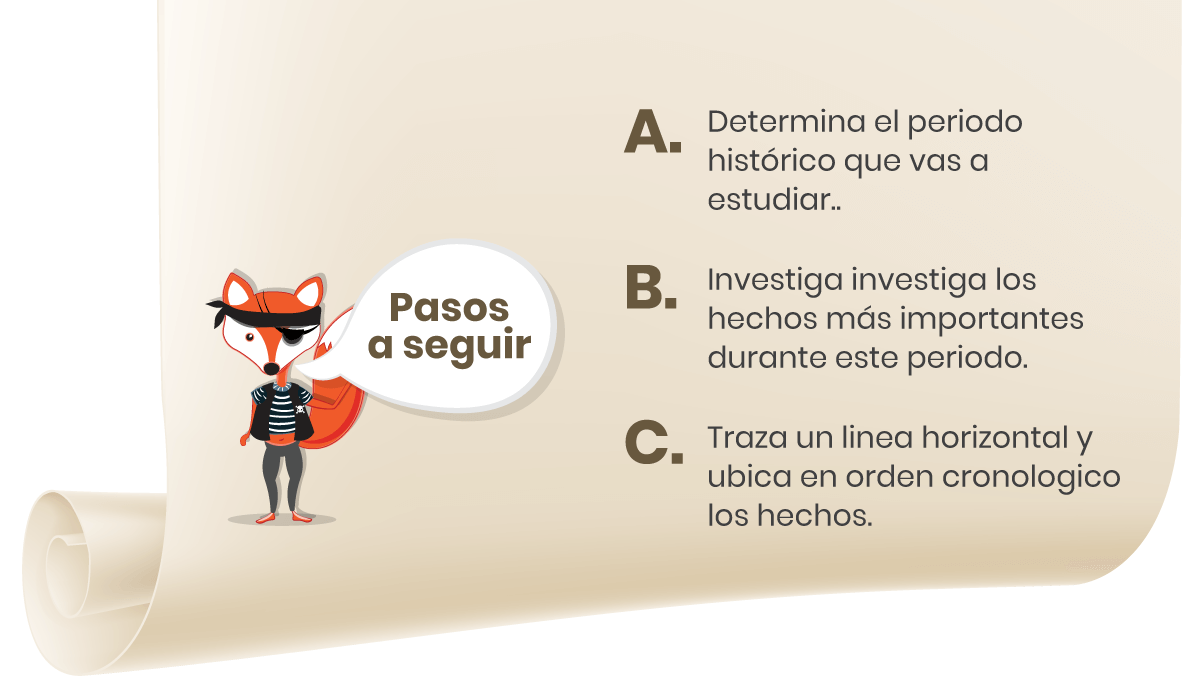 Pasos
a seguir
A.
Determina el periodo
histórico que vas a
estudiar..
B.
Investiga investiga los
hechos más importantes
durante este periodo.
C.
Traza un linea horizontal y
ubica en orden cronologico
los hechos.